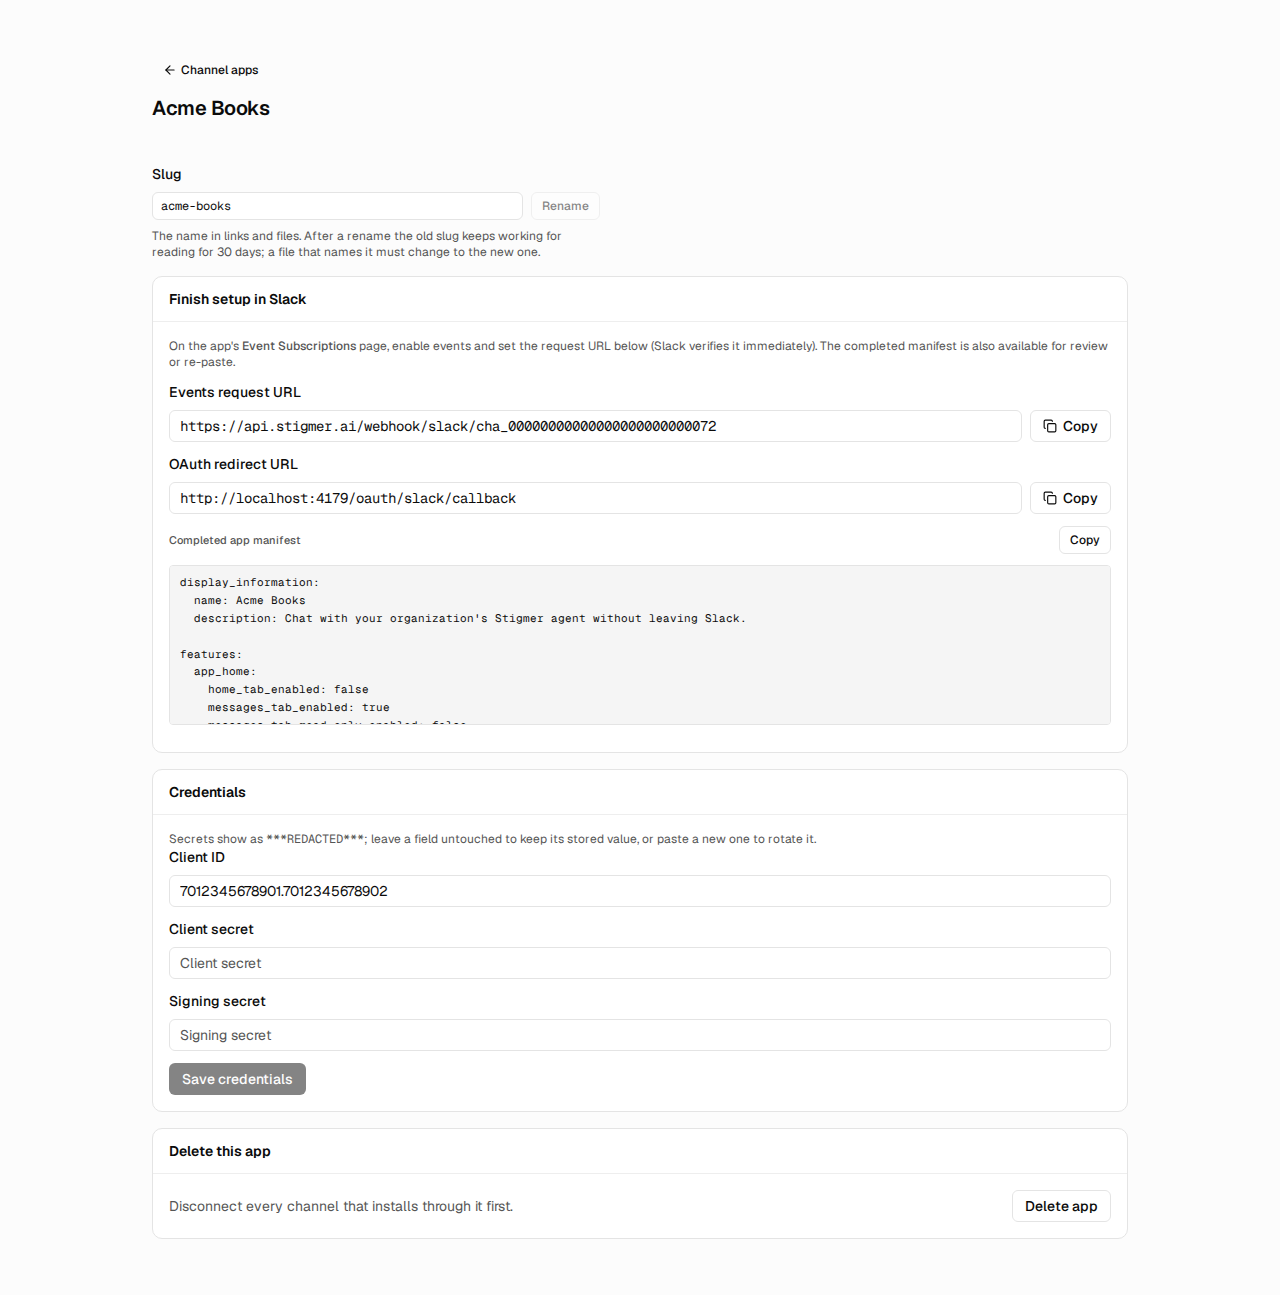 Channel apps
Acme Books
Slug
acme-books
Rename
The name in links and files. After a rename the old slug keeps working for
reading for 30 days; a file that names it must change to the new one.
Finish setup in Slack
On the app's Event Subscriptions page, enable events and set the request URL below (Slack verifies it immediately). The completed manifest is also available for review
or re-paste.
Events request URL
https://api.stigmer.ai/webhook/slack/cha_00000000000000000000000072
Copy
OAuth redirect URL
http://localhost:4179/oauth/slack/callback
Copy
Completed app manifest
Copy
display_information:
  name: Acme Books
  description: Chat with your organization's Stigmer agent without leaving Slack.
features:
  app_home:
    home_tab_enabled: false
    messages_tab_enabled: true
    messages_tab_read_only_enabled: false
Credentials
Secrets show as ***REDACTED***; leave a field untouched to keep its stored value, or paste a new one to rotate it.
Client ID
7012345678901.7012345678902
Client secret
Client secret
Signing secret
Signing secret
Save credentials
Delete this app
Disconnect every channel that installs through it first.
Delete app